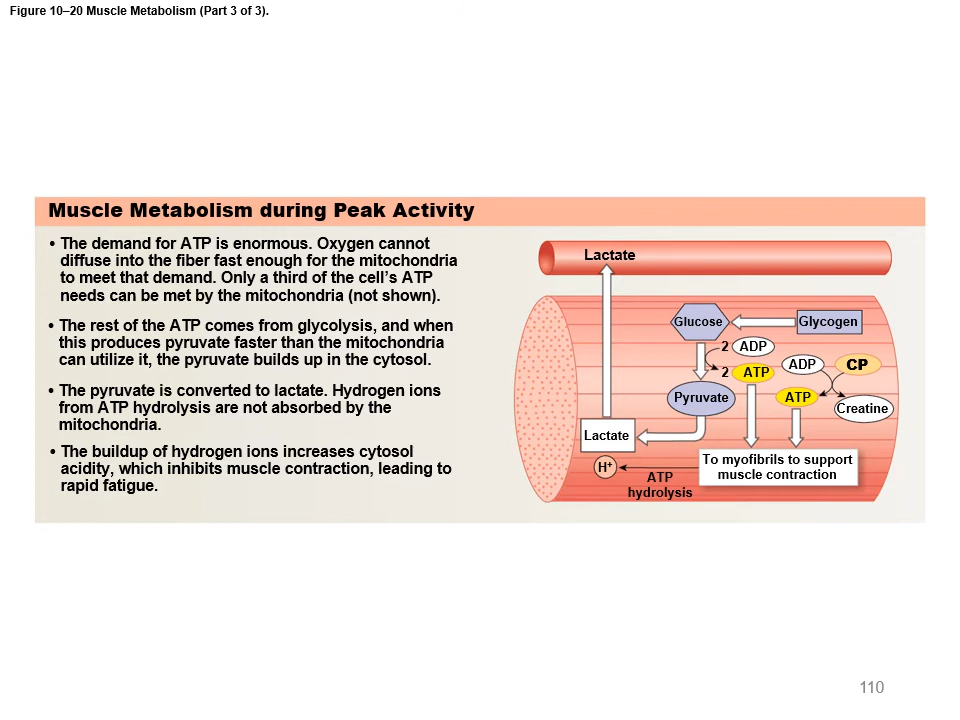 Figure 10–20 Muscle Metabolism (Part 3 of 3).
Muscle Metabolism during Peak Activity
• The demand for ATP is enormous. Oxygen cannot
diffuse into the fiber fast enough for the mitochondria
to meet that demand. Only a third of the cell's ATP
needs can be met by the mitochondria (not shown).
• The rest of the ATP comes from glycolysis, and when
this produces pyruvate faster than the mitochondria
can utilize it, the pyruvate builds up in the cytosol.
• The pyruvate is converted to lactate. Hydrogen ions
from ATP hydrolysis are not absorbed by the
mitochondria.
• The buildup of hydrogen ions increases cytosol
acidity, which inhibits muscle contraction, leading to
rapid fatigue.
Lactate
Glucose
Glycogen
2 ADP
2 ATP
ADP
CP
Pyruvate
ATP
Creatine
Lactate
To myofibrils to support
muscle contraction
H+
ATP
hydrolysis
110